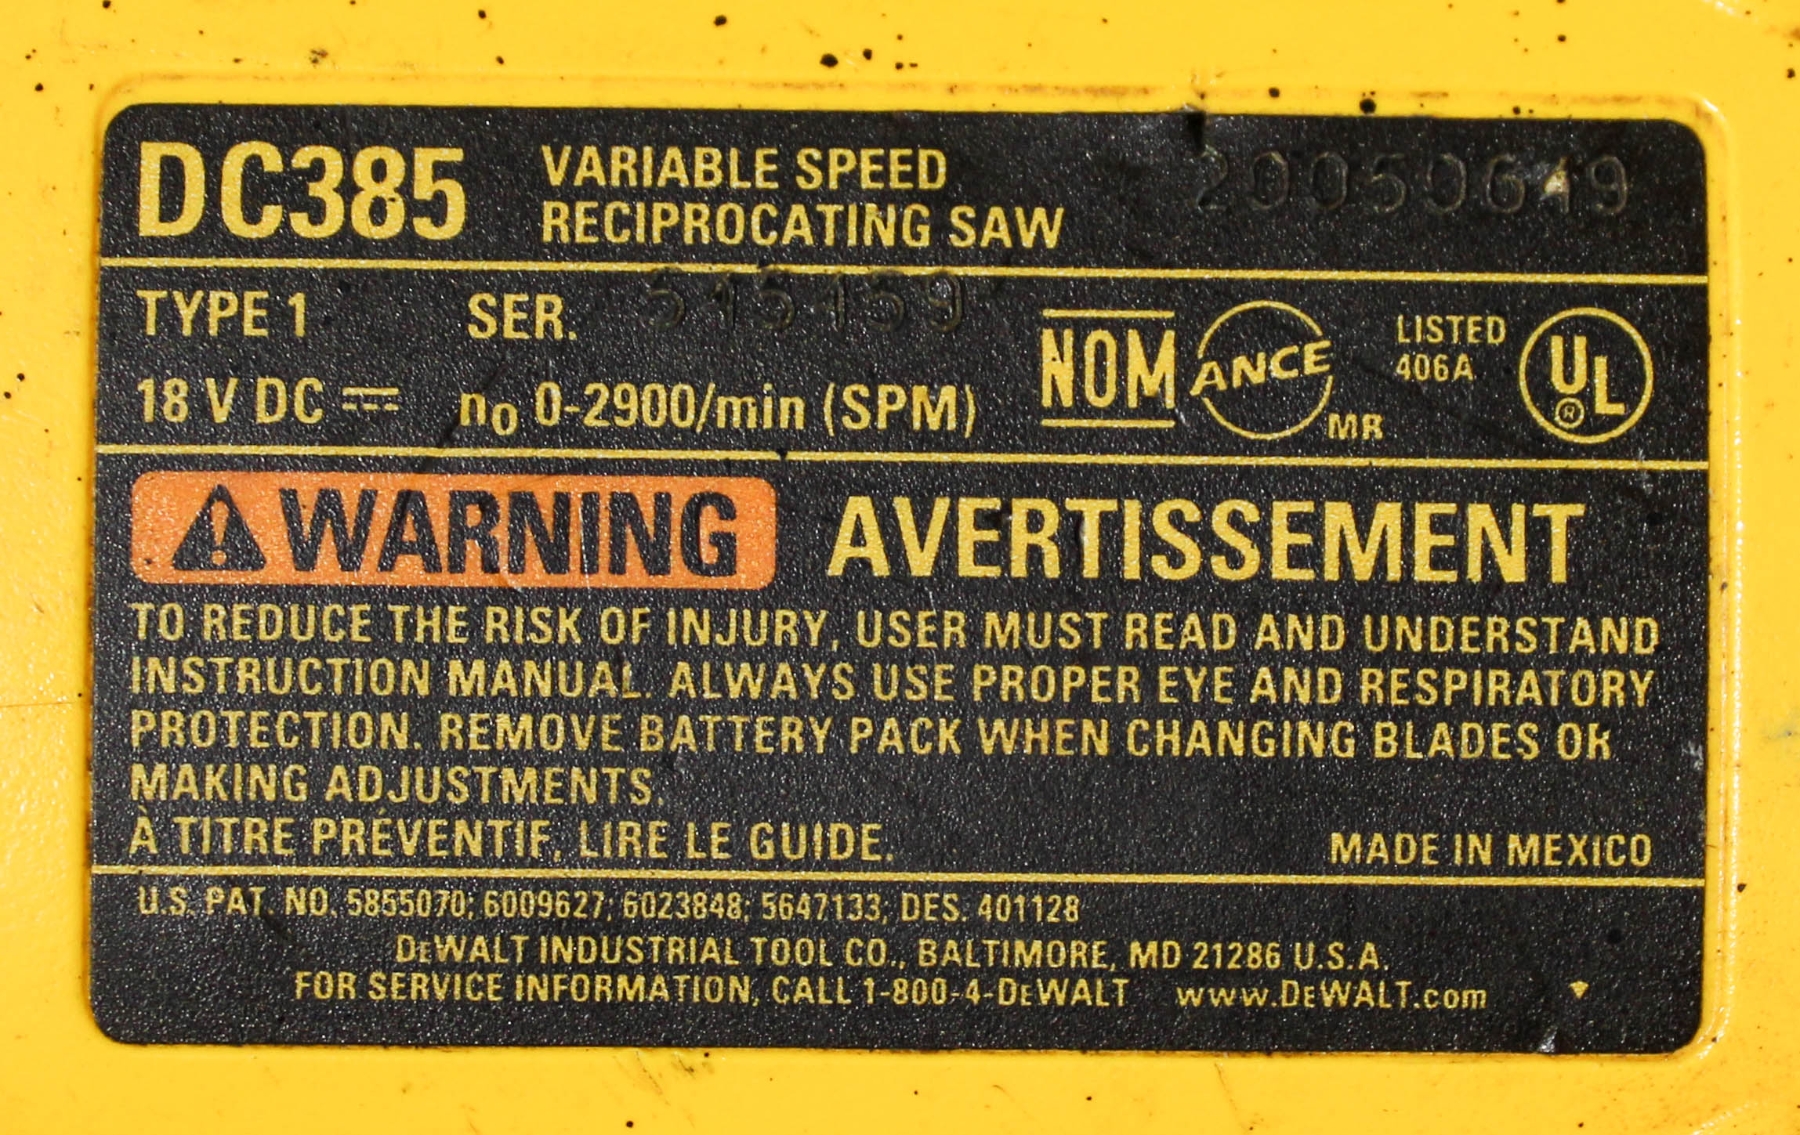 DC385 VARIABLE SPEED
RECIPROCATING SAW
20050649
TYPE 1 SER. 515159
18 V DC ⎓ n₀ 0-2900/min (SPM)
NOM ANCE MR
LISTED
406A
UL ®
⚠WARNING AVERTISSEMENT
TO REDUCE THE RISK OF INJURY, USER MUST READ AND UNDERSTAND
INSTRUCTION MANUAL. ALWAYS USE PROPER EYE AND RESPIRATORY
PROTECTION. REMOVE BATTERY PACK WHEN CHANGING BLADES OR
MAKING ADJUSTMENTS.
À TITRE PRÉVENTIF, LIRE LE GUIDE.
MADE IN MEXICO
U.S. PAT. NO. 5855070; 6009627; 6023848; 5647133; DES. 401128
DEWALT INDUSTRIAL TOOL CO., BALTIMORE, MD 21286 U.S.A.
FOR SERVICE INFORMATION, CALL 1-800-4-DEWALT www.DEWALT.com